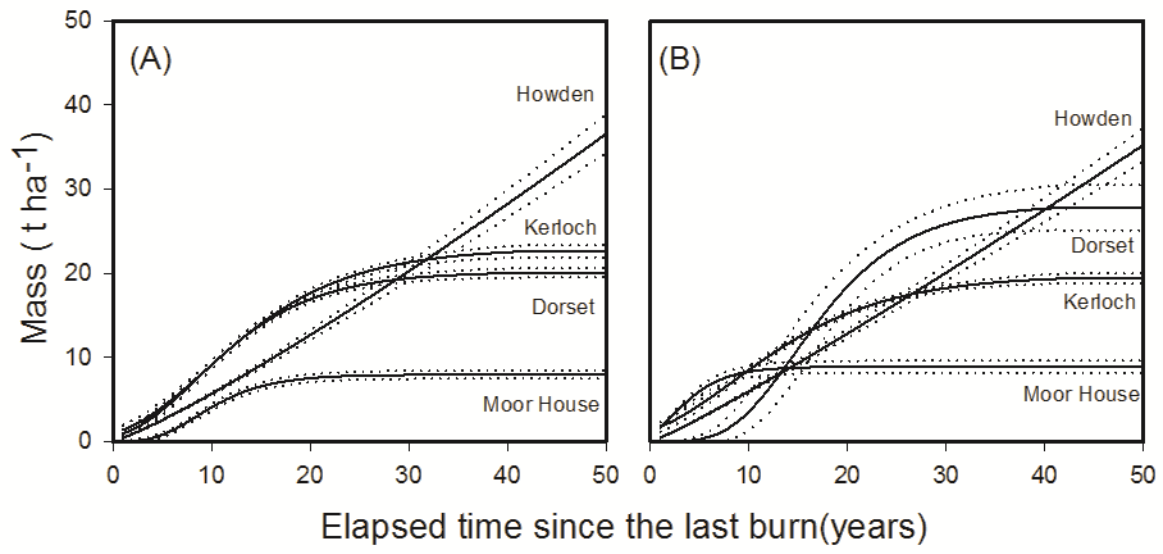 (A)
(B)
Mass ( t ha-1)
50
40
30
20
10
0
Howden
Kerloch
Dorset
Moor House
Howden
Dorset
Kerloch
Moor House
0 10 20 30 40 50
0 10 20 30 40 50
Elapsed time since the last burn(years)